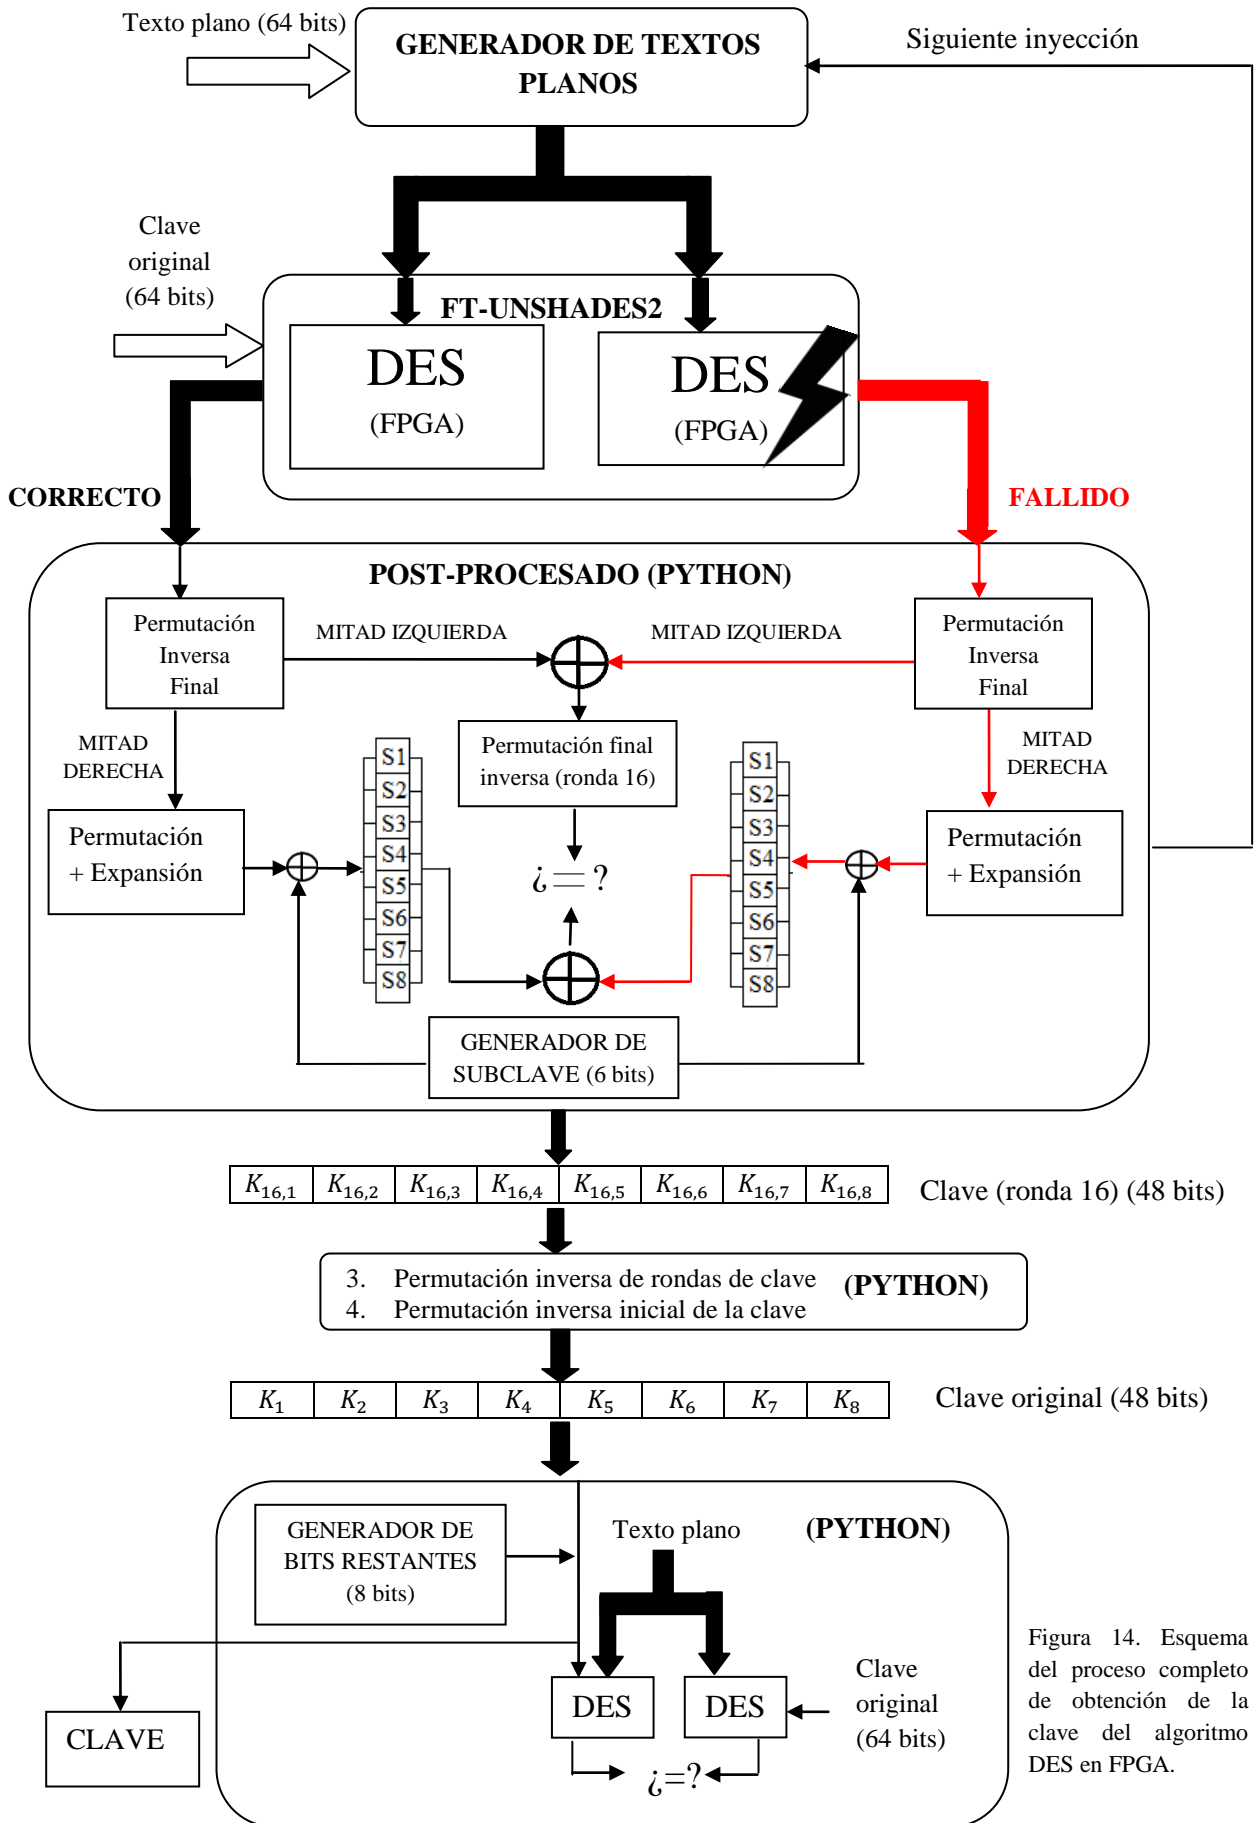 Texto plano (64 bits)
GENERADOR DE TEXTOS
PLANOS
Siguiente inyección
Clave
original
(64 bits)
FT-UNSHADES2
DES
(FPGA)
DES
(FPGA)
CORRECTO
FALLIDO
POST-PROCESADO (PYTHON)
Permutación
Inversa
Final
MITAD IZQUIERDA
MITAD IZQUIERDA
Permutación
Inversa
Final
MITAD
DERECHA
Permutación final
inversa (ronda 16)
MITAD
DERECHA
S1
S2
S3
S4
S5
S6
S7
S8
S1
S2
S3
S4
S5
S6
S7
S8
Permutación
+ Expansión
¿=?
Permutación
+ Expansión
GENERADOR DE
SUBCLAVE (6 bits)
K16,1 K16,2 K16,3 K16,4 K16,5 K16,6 K16,7 K16,8 Clave (ronda 16) (48 bits)
3. Permutación inversa de rondas de clave
4. Permutación inversa inicial de la clave
(PYTHON)
K1 K2 K3 K4 K5 K6 K7 K8 Clave original (48 bits)
GENERADOR DE
BITS RESTANTES
(8 bits)
Texto plano
(PYTHON)
DES
DES
Clave
original
(64 bits)
CLAVE
¿=?
Figura 14. Esquema
del proceso completo
de obtención de la
clave del algoritmo
DES en FPGA.